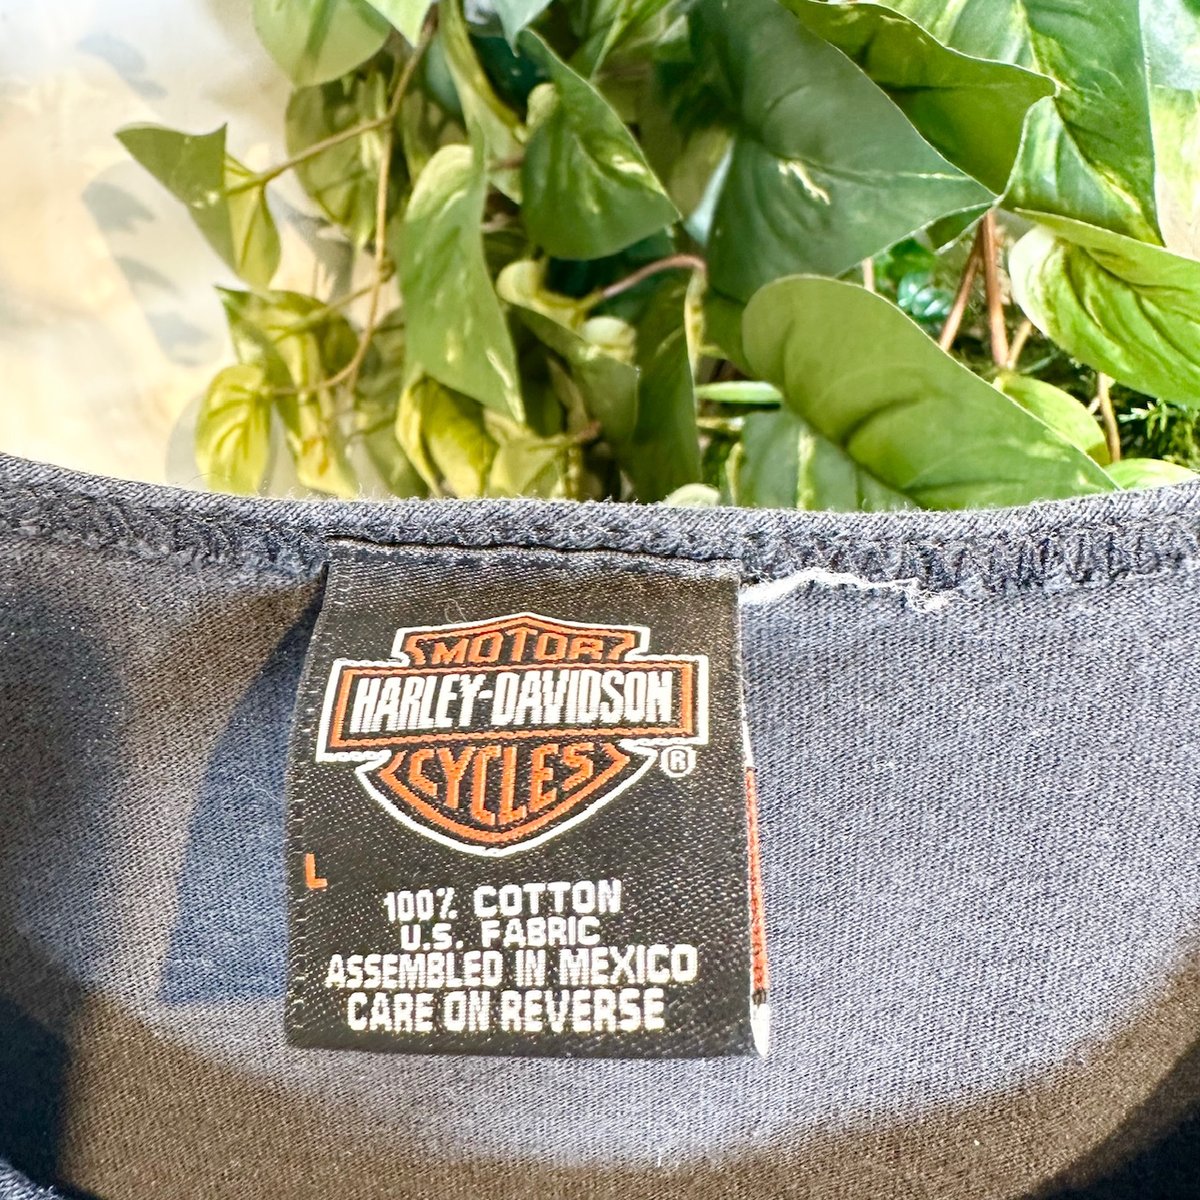 MOTOR
HARLEY-DAVIDSON
CYCLES
®
L
100% COTTON
U.S. FABRIC
ASSEMBLED IN MEXICO
CARE ON REVERSE